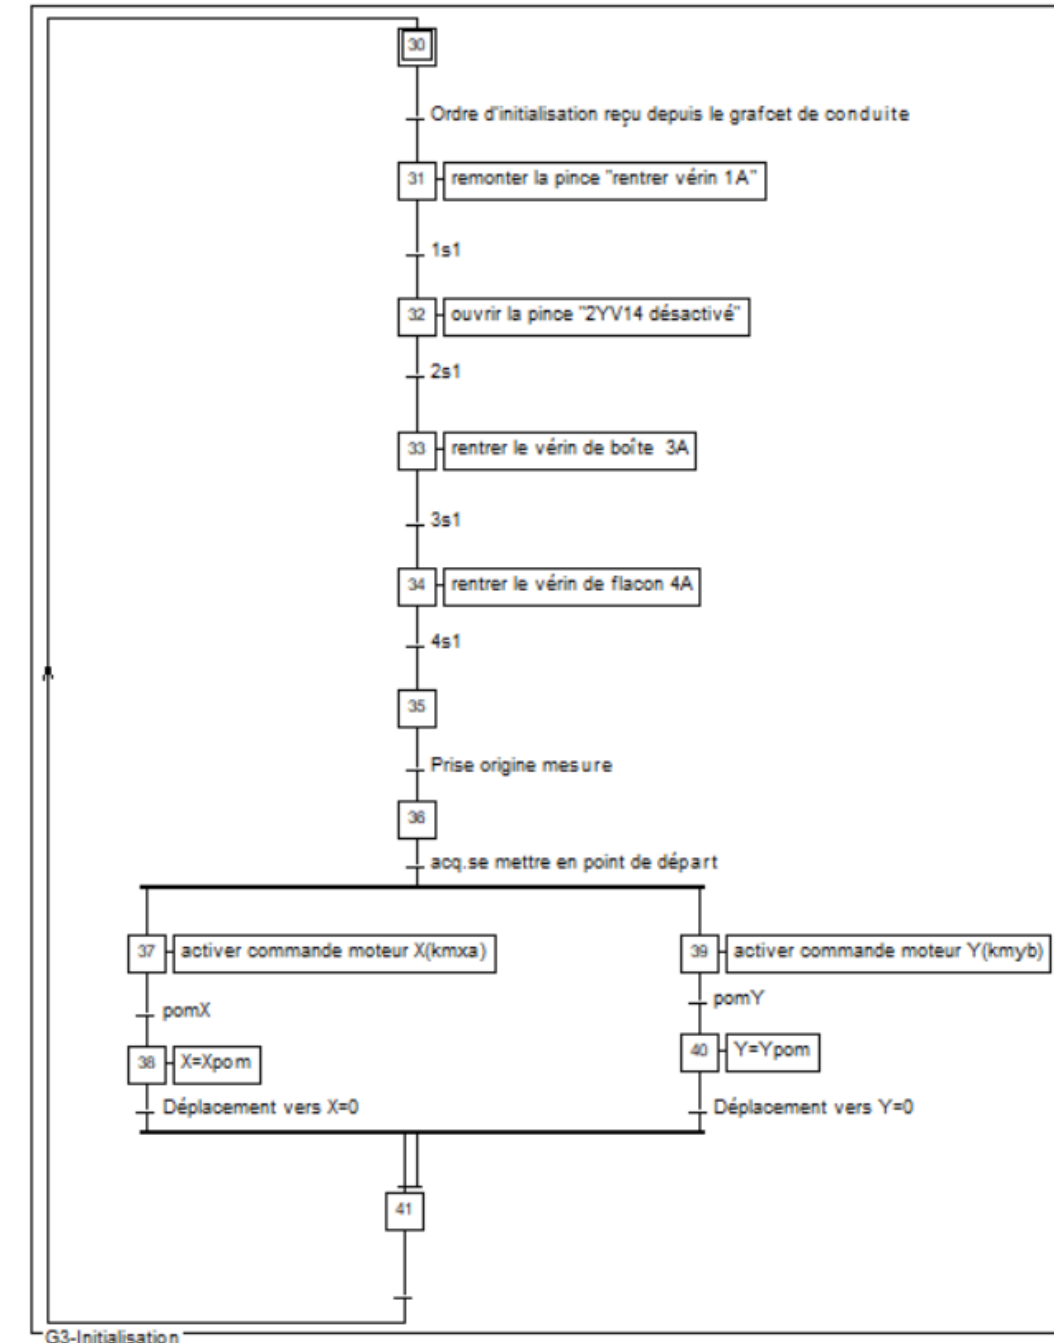 30
Ordre d'initialisation reçu depuis le grafcet de conduite
31 remonter la pince "rentrer vérin 1A"
1s1
32 ouvrir la pince "2YV14 désactivé"
2s1
33 rentrer le vérin de boîte 3A
3s1
34 rentrer le vérin de flacon 4A
4s1
35
Prise origine mesure
36
acq.se mettre en point de départ
37 activer commande moteur X(kmxa)
39 activer commande moteur Y(kmyb)
pomX
pomY
38 X=Xpom
40 Y=Ypom
Déplacement vers X=0
Déplacement vers Y=0
41
G3-Initialisation